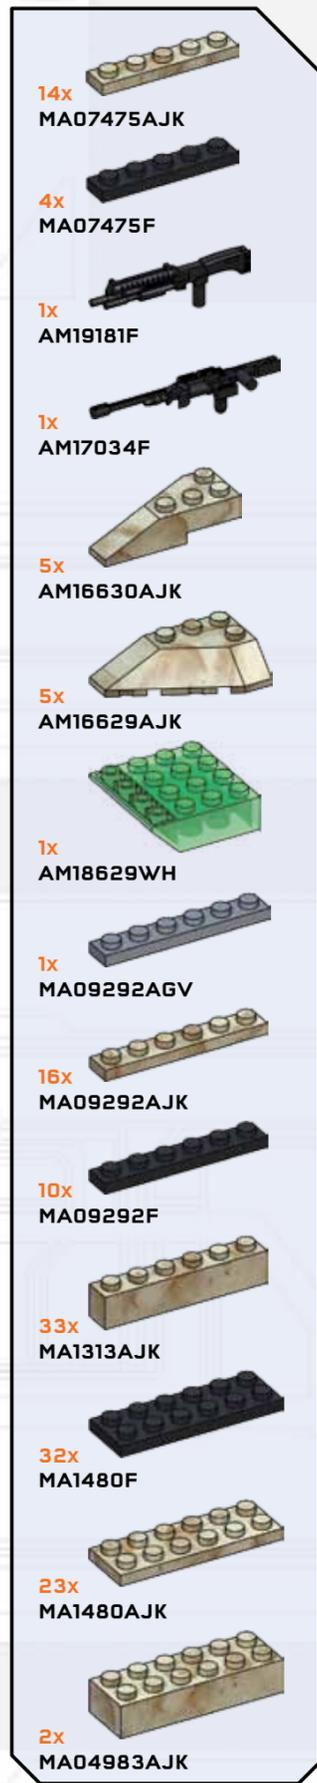 14x
MA07475AJK
4x
MA07475F
1x
AM19181F
1x
AM17034F
5x
AM16630AJK
5x
AM16629AJK
1x
AM18629WH
1x
MA09292AGV
16x
MA09292AJK
10x
MA09292F
33x
MA1313AJK
32x
MA1480F
23x
MA1480AJK
2x
MA04983AJK